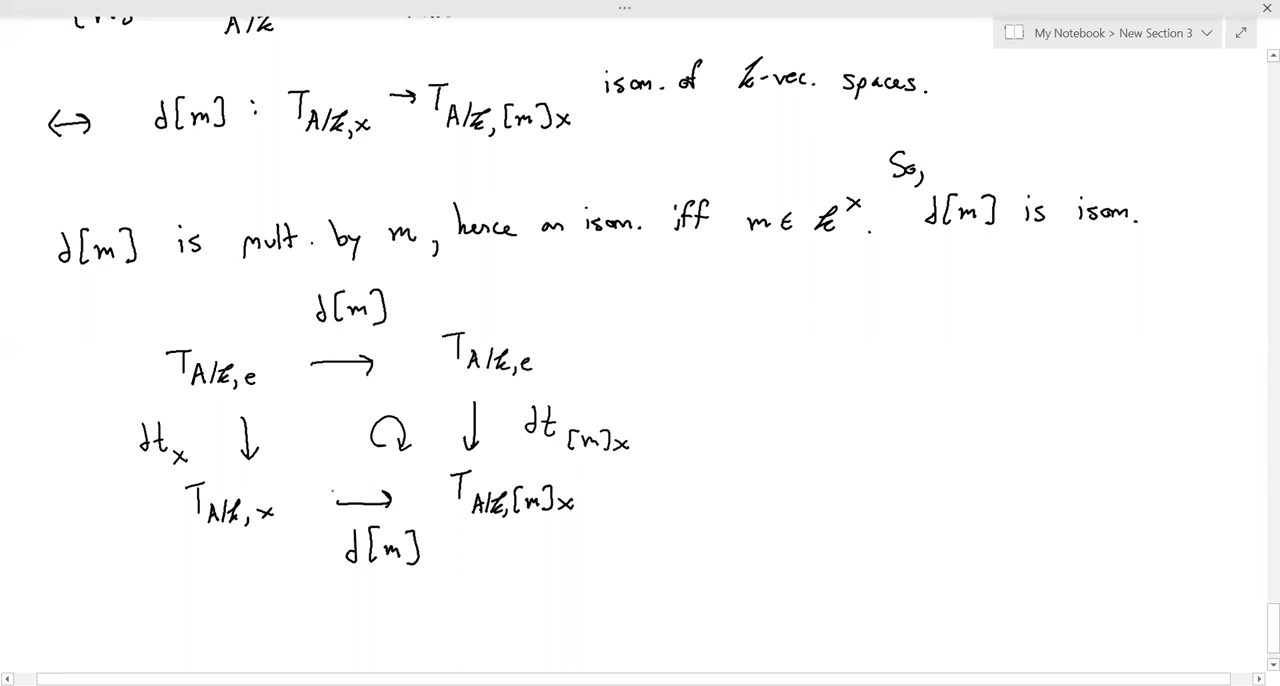 A/k
My Notebook > New Section 3
↔ d[m] : T_{A/k,x} → T_{A/k,[m]x} isom. of k-vec. spaces.
So,
d[m] is mult. by m, hence an isom. iff m ∈ k^×. d[m] is isom.
d[m]
T_{A/k,e} → T_{A/k,e}
dt_x ↓ ↓ dt_{[m]x}
T_{A/k,x} → T_{A/k,[m]x}
d[m]